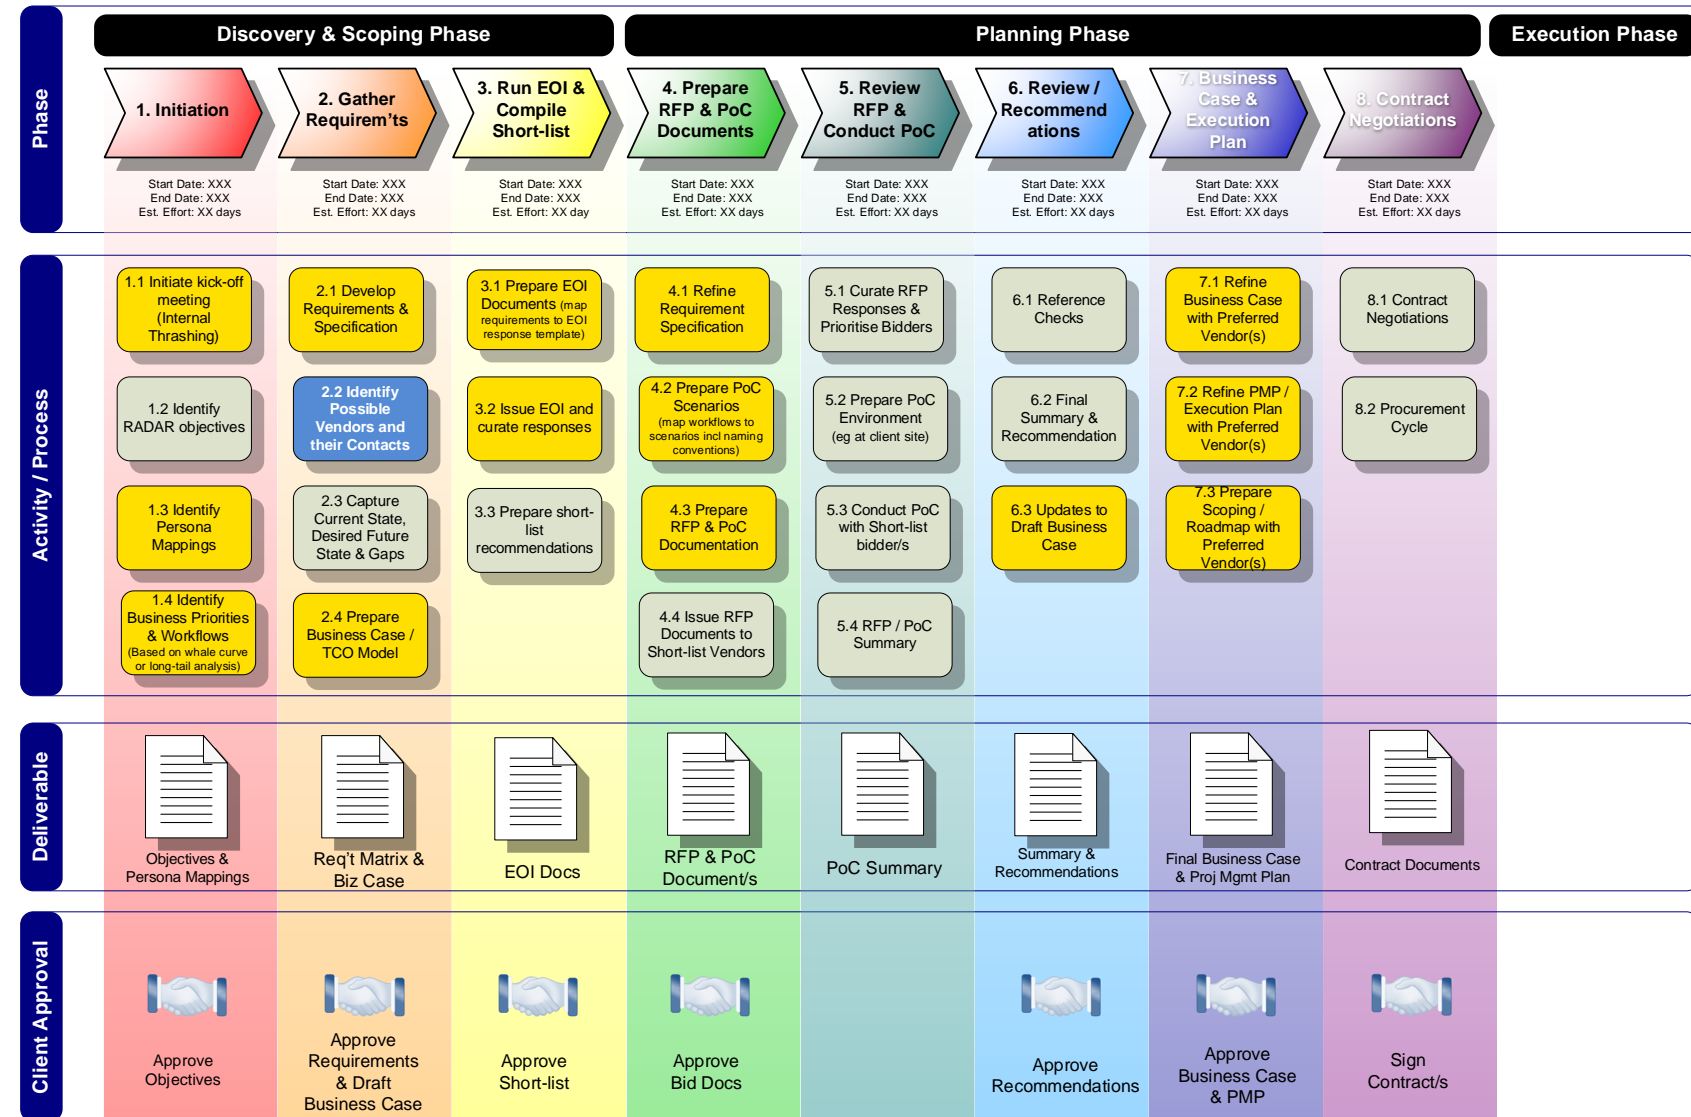 Phase
Discovery & Scoping Phase
Planning Phase
Execution Phase
1. Initiation
2. Gather
Requirem'ts
3. Run EOI &
Compile
Short-list
4. Prepare
RFP & PoC
Documents
5. Review
RFP &
Conduct PoC
6. Review /
Recommend
ations
7. Business
Case &
Execution
Plan
8. Contract
Negotiations
Start Date: XXX
End Date: XXX
Est. Effort: XX days
Start Date: XXX
End Date: XXX
Est. Effort: XX days
Start Date: XXX
End Date: XXX
Est. Effort: XX day
Start Date: XXX
End Date: XXX
Est. Effort: XX days
Start Date: XXX
End Date: XXX
Est. Effort: XX days
Start Date: XXX
End Date: XXX
Est. Effort: XX days
Start Date: XXX
End Date: XXX
Est. Effort: XX days
Start Date: XXX
End Date: XXX
Est. Effort: XX days
Activity / Process
1.1 Initiate kick-off
meeting
(Internal
Thrashing)
2.1 Develop
Requirements &
Specification
3.1 Prepare EOI
Documents (map
requirements to EOI
response template)
4.1 Refine
Requirement
Specification
5.1 Curate RFP
Responses &
Prioritise Bidders
6.1 Reference
Checks
7.1 Refine
Business Case
with Preferred
Vendor(s)
8.1 Contract
Negotiations
1.2 Identify
RADAR objectives
2.2 Identify
Possible
Vendors and
their Contacts
3.2 Issue EOI and
curate responses
4.2 Prepare PoC
Scenarios
(map workflows to
scenarios incl naming
conventions)
5.2 Prepare PoC
Environment
(eg at client site)
6.2 Final
Summary &
Recommendation
7.2 Refine PMP /
Execution Plan
with Preferred
Vendor(s)
8.2 Procurement
Cycle
1.3 Identify
Persona
Mappings
2.3 Capture
Current State,
Desired Future
State & Gaps
3.3 Prepare short-
list
recommendations
4.3 Prepare
RFP & PoC
Documentation
5.3 Conduct PoC
with Short-list
bidder/s
6.3 Updates to
Draft Business
Case
7.3 Prepare
Scoping /
Roadmap with
Preferred
Vendor(s)
1.4 Identify
Business Priorities
& Workflows
(Based on whale curve
or long-tail analysis)
2.4 Prepare
Business Case /
TCO Model
4.4 Issue RFP
Documents to
Short-list Vendors
5.4 RFP / PoC
Summary
Deliverable
Objectives &
Persona Mappings
Req't Matrix &
Biz Case
EOI Docs
RFP & PoC
Document/s
PoC Summary
Summary &
Recommendations
Final Business Case
& Proj Mgmt Plan
Contract Documents
Client Approval
Approve
Objectives
Approve
Requirements
& Draft
Business Case
Approve
Short-list
Approve
Bid Docs
Approve
Recommendations
Approve
Business Case
& PMP
Sign
Contract/s